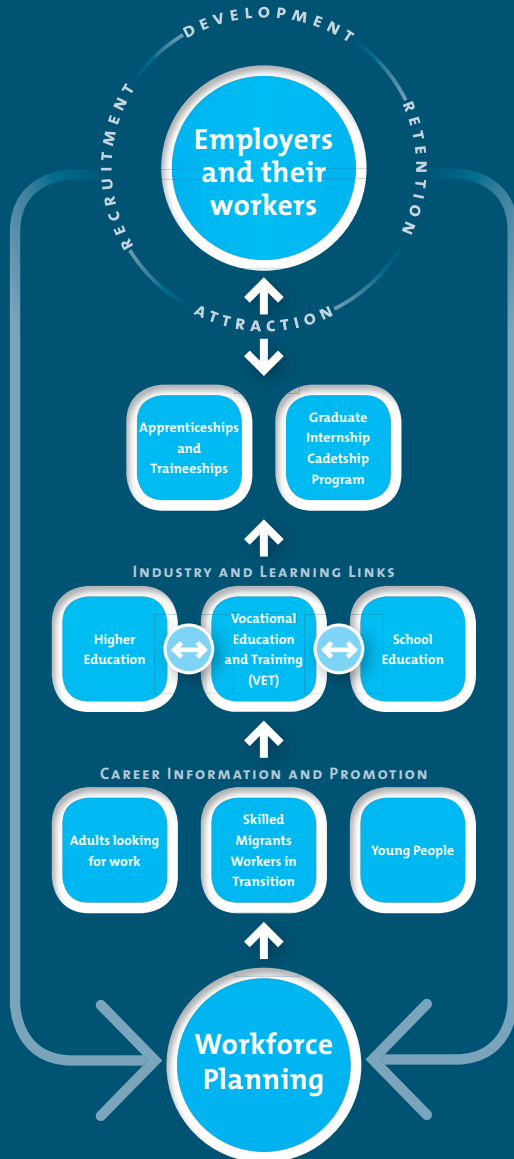 DEVELOPMENT
RECRUITMENT
RETENTION
Employers
and their
workers
ATTRACTION
Apprenticeships
and
Traineeships
Graduate
Internship
Cadetship
Program
Industry and Learning Links
Higher
Education
Vocational
Education
and Training
(VET)
School
Education
Career Information and Promotion
Adults looking
for work
Skilled
Migrants
Workers in
Transition
Young People
Workforce
Planning